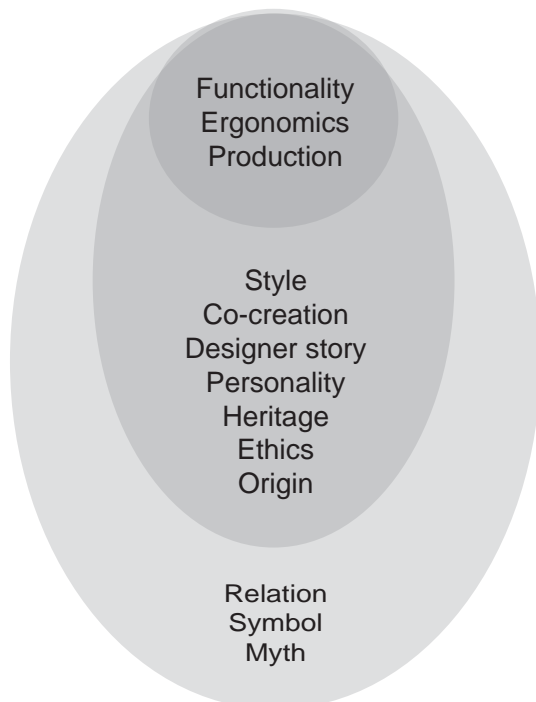 Functionality
Ergonomics
Production
Style
Co-creation
Designer story
Personality
Heritage
Ethics
Origin
Relation
Symbol
Myth